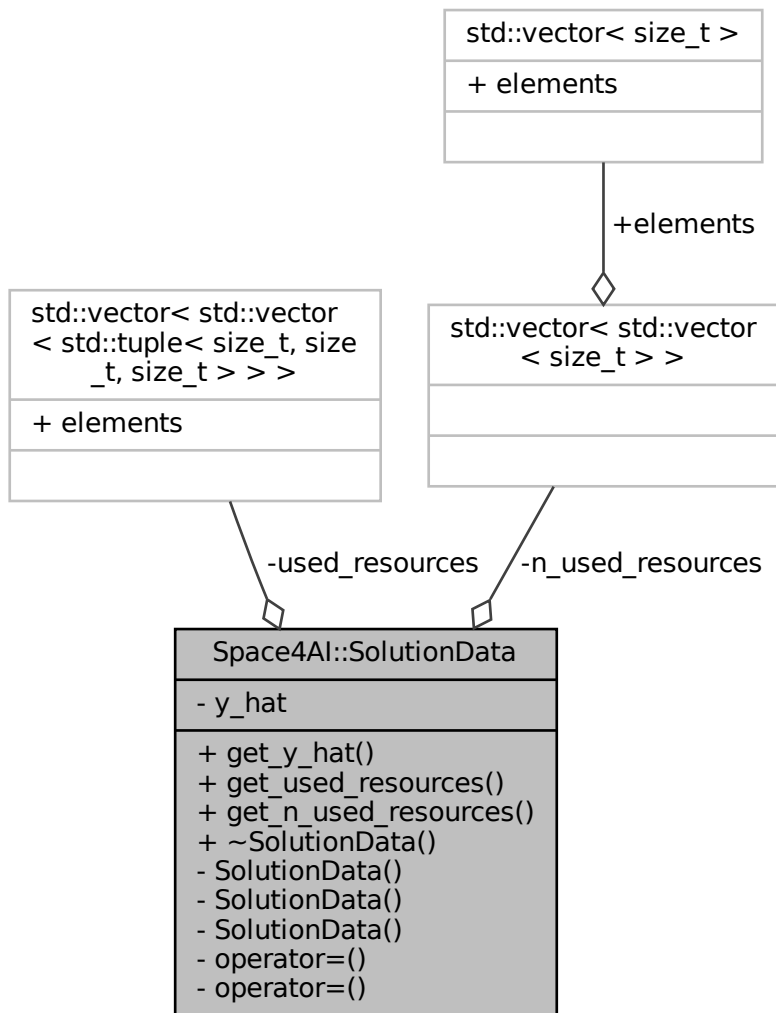 std::vector< size_t >
+ elements
+elements
std::vector< std::vector
< std::tuple< size_t, size
_t, size_t > > >
+ elements
std::vector< std::vector
< size_t > >
-used_resources
-n_used_resources
Space4AI::SolutionData
- y_hat
+ get_y_hat()
+ get_used_resources()
+ get_n_used_resources()
+ ~SolutionData()
- SolutionData()
- SolutionData()
- SolutionData()
- operator=()
- operator=()